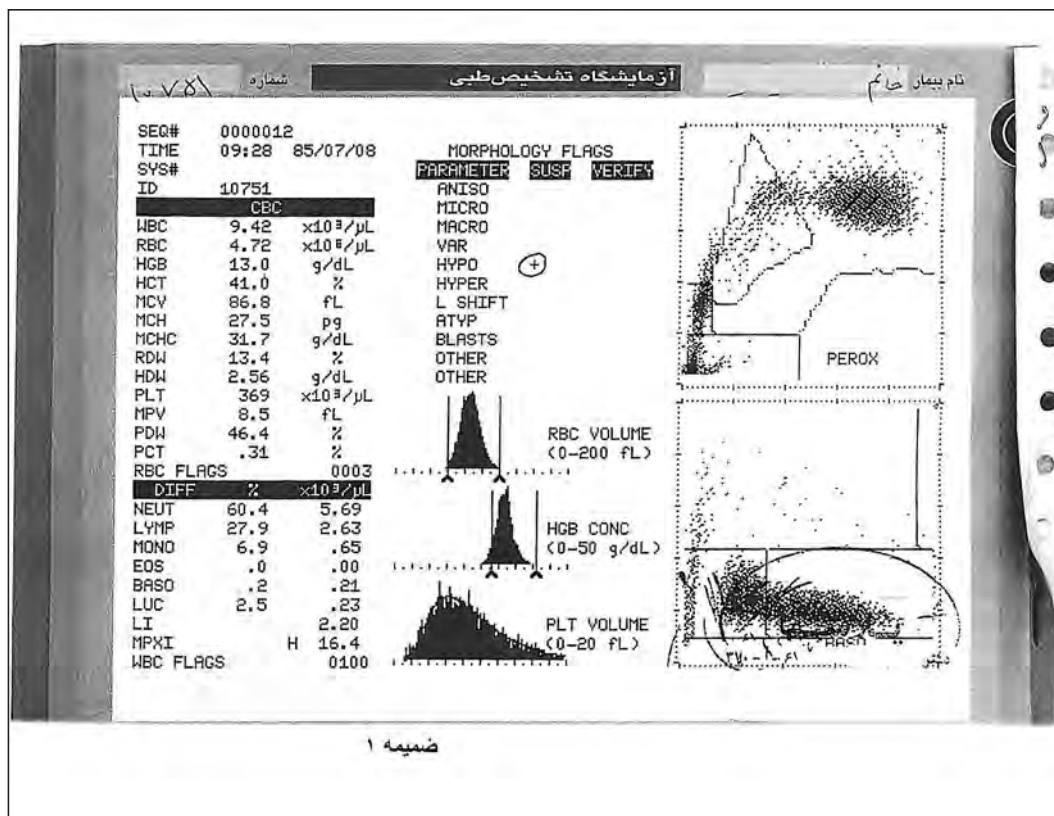 نام بیمار خانم
آزمایشگاه تشخیص‌طبی
شماره ۱۰۷۵۱
SEQ# 0000012
TIME 09:28 85/07/08
SYS#
ID 10751
CBC
WBC 9.42 x10³/µL
RBC 4.72 x10⁶/µL
HGB 13.0 g/dL
HCT 41.0 %
MCV 86.8 fL
MCH 27.5 pg
MCHC 31.7 g/dL
RDW 13.4 %
HDW 2.56 g/dL
PLT 369 x10³/µL
MPV 8.5 fL
PDW 46.4 %
PCT .31 %
RBC FLAGS 0003
DIFF % x10³/µL
NEUT 60.4 5.69
LYMP 27.9 2.63
MONO 6.9 .65
EOS .0 .00
BASO .2 .21
LUC 2.5 .23
LI 2.20
MPXI H 16.4
WBC FLAGS 0100
MORPHOLOGY FLAGS
PARAMETER SUSP VERIFY
ANISO
MICRO
MACRO
VAR
HYPO +
HYPER
L SHIFT
ATYP
BLASTS
OTHER
OTHER
RBC VOLUME
(0-200 fL)
HGB CONC
(0-50 g/dL)
PLT VOLUME
(0-20 fL)
PEROX
BASO
ضمیمه ۱